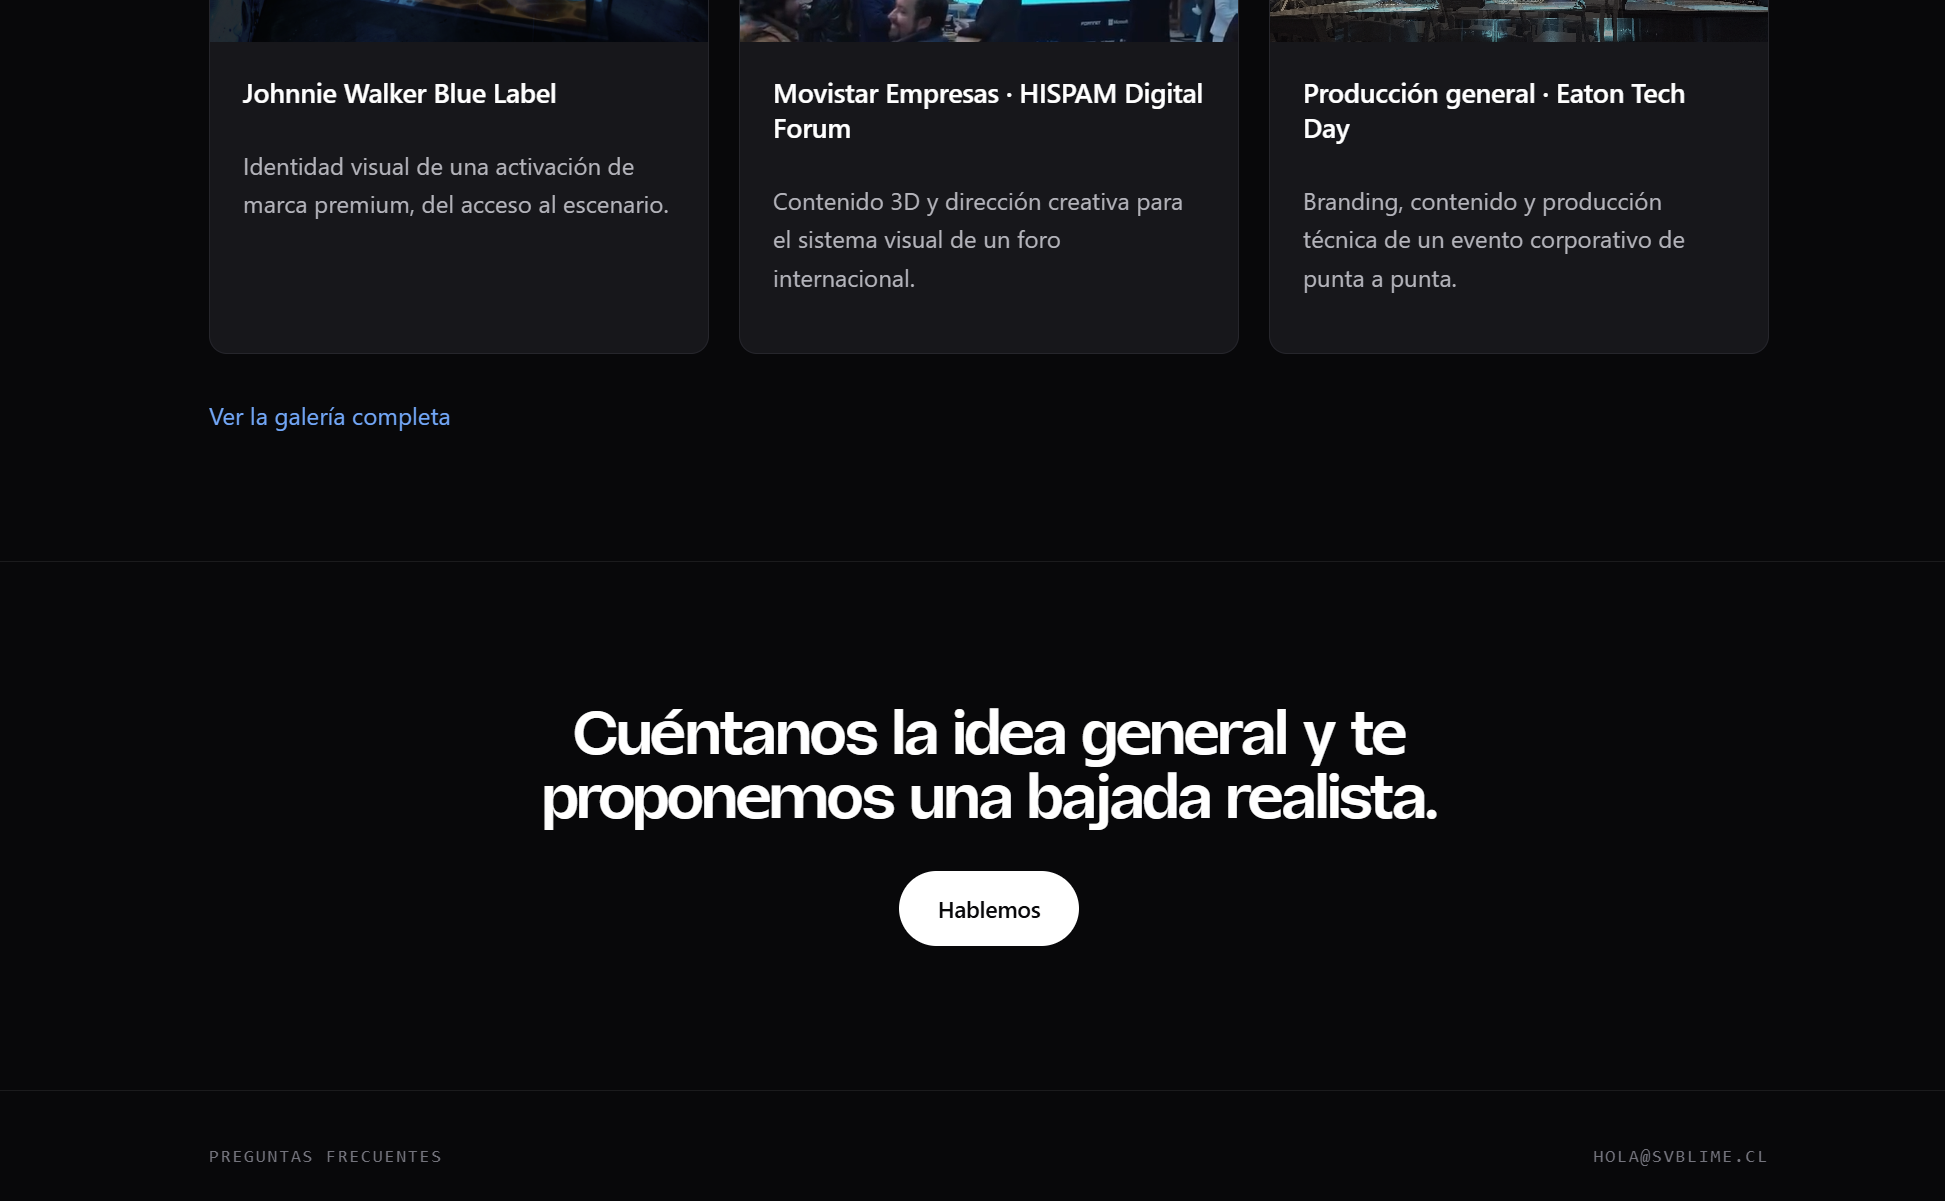 Johnnie Walker Blue Label
Identidad visual de una activación de
marca premium, del acceso al escenario.
Movistar Empresas · HISPAM Digital
Forum
Contenido 3D y dirección creativa para
el sistema visual de un foro
internacional.
Producción general · Eaton Tech
Day
Branding, contenido y producción
técnica de un evento corporativo de
punta a punta.
Ver la galería completa
Cuéntanos la idea general y te
proponemos una bajada realista.
Hablemos
PREGUNTAS FRECUENTES
HOLA@SVBLIME.CL